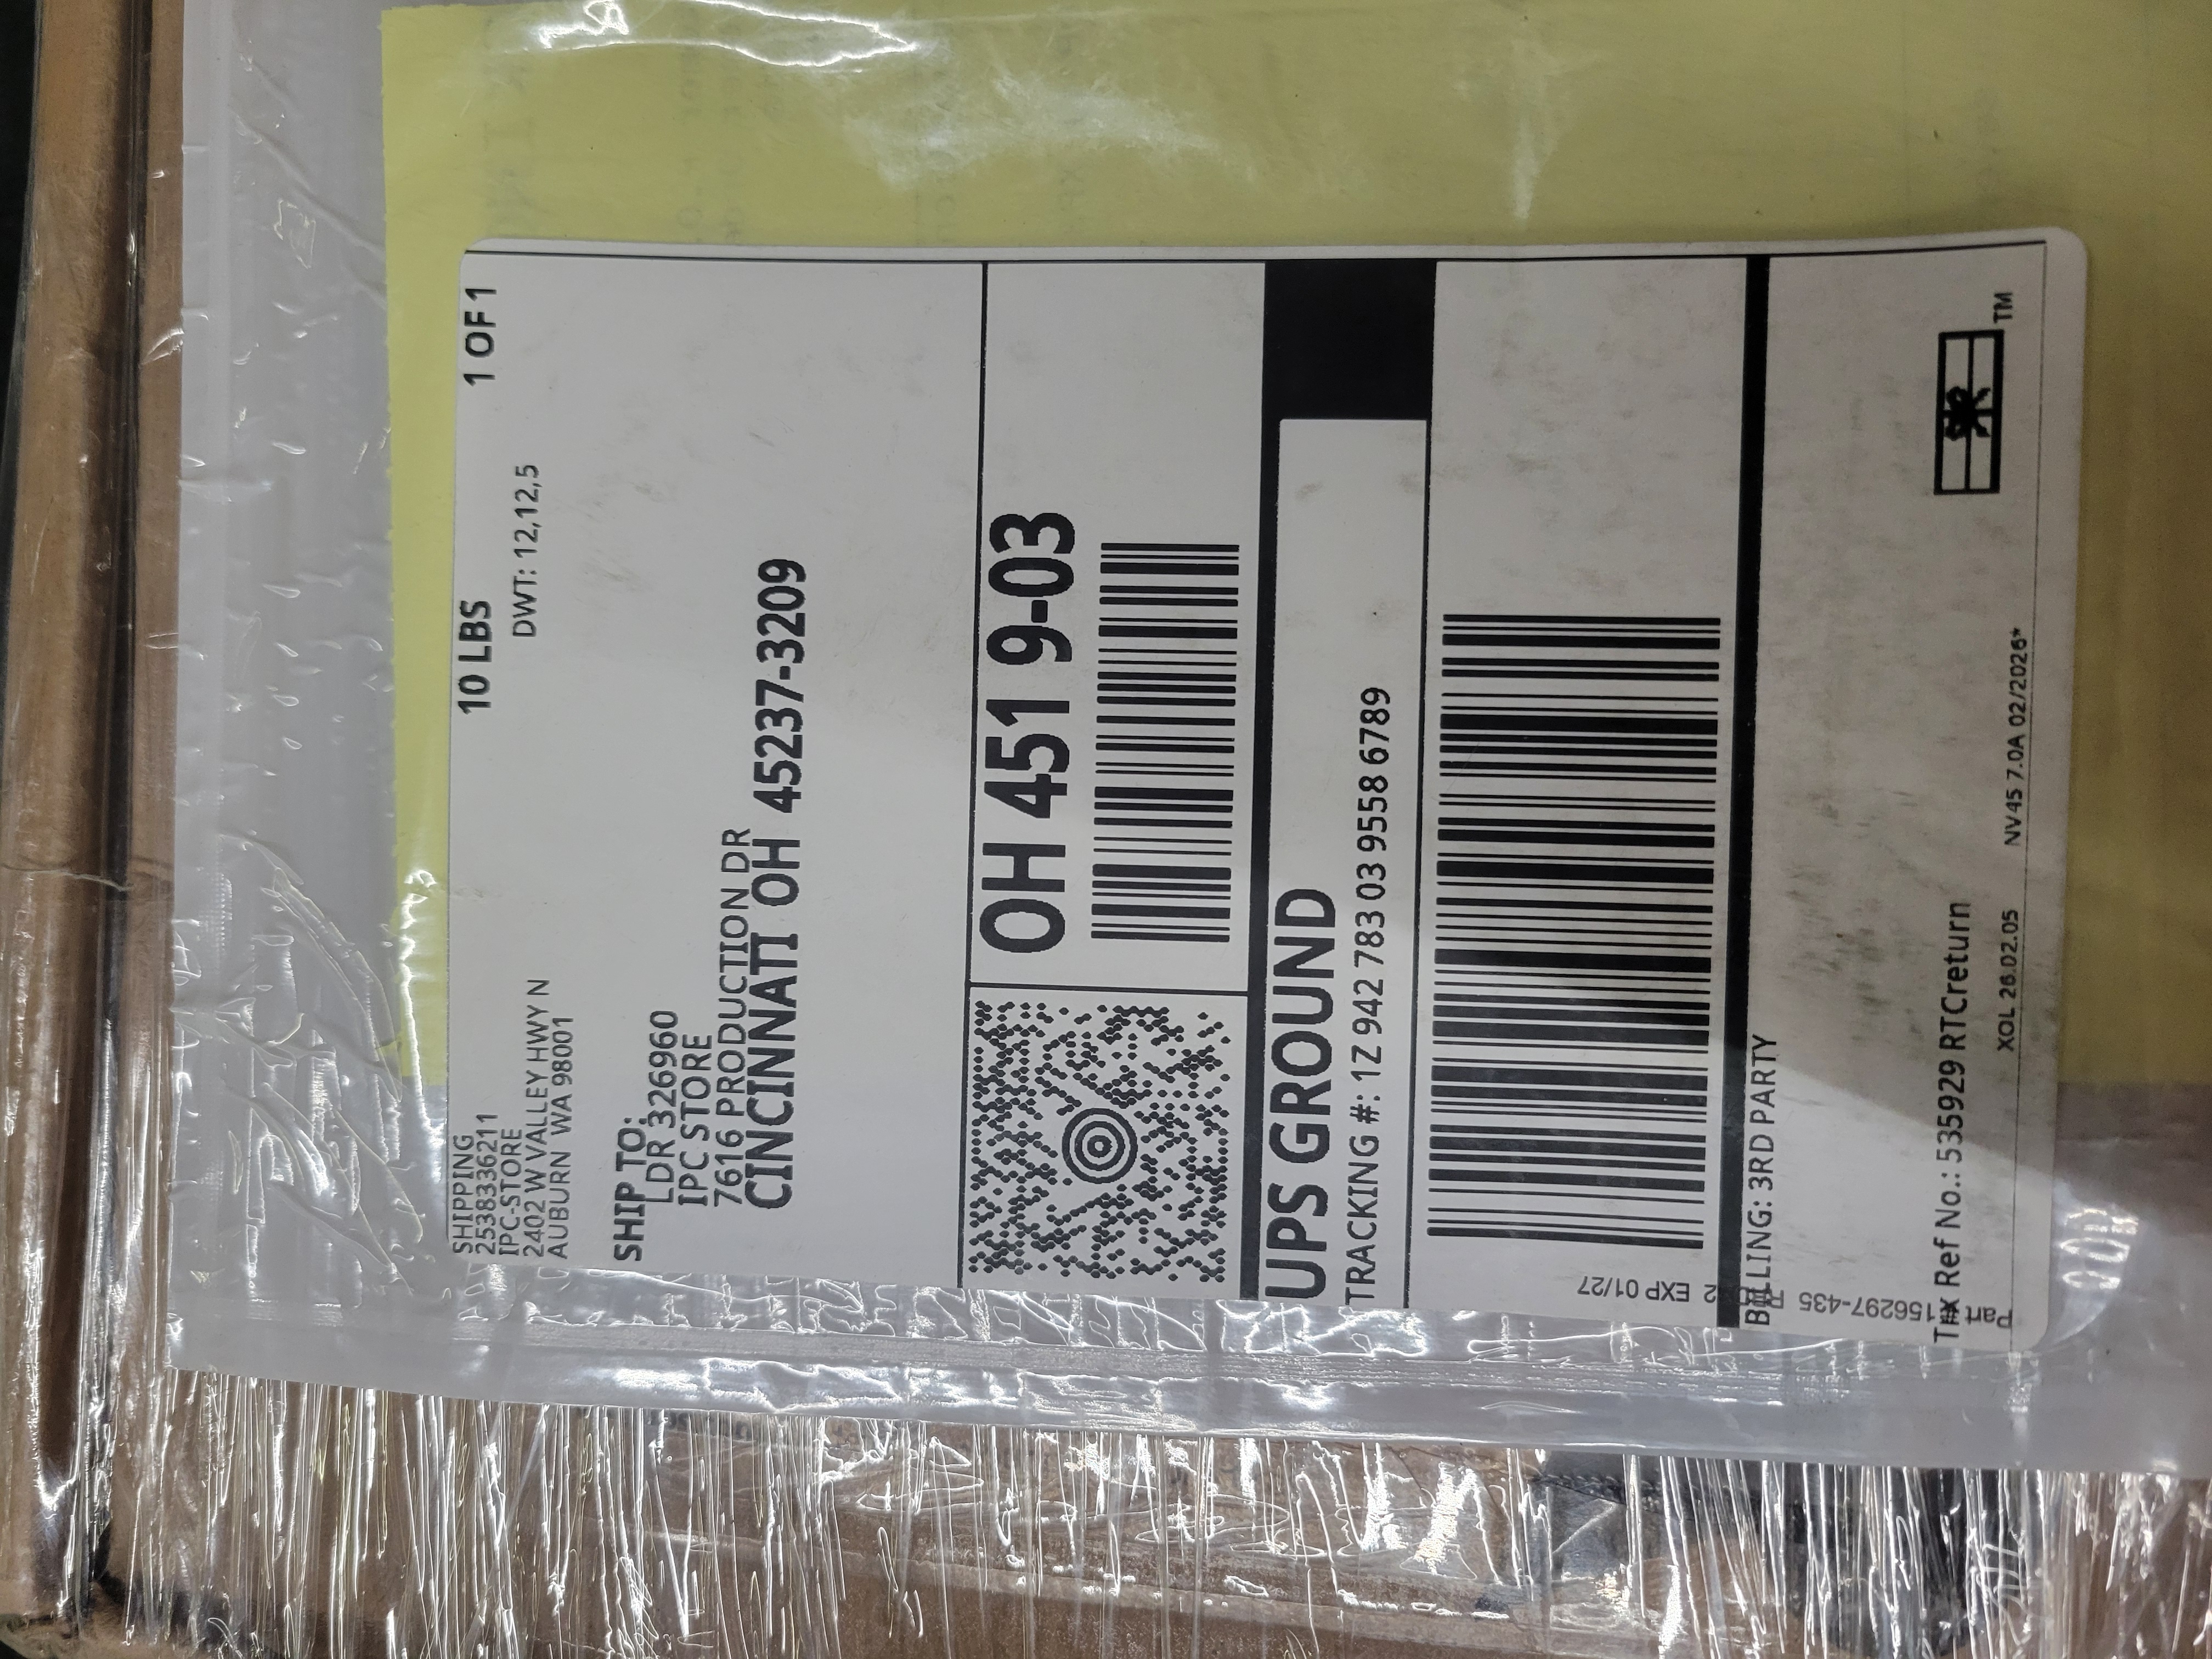 SHIPPING
2538336211
IPC-STORE
2402 W VALLEY HWY N
AUBURN WA 98001
10 LBS
1 OF 1
DWT: 12,12,5
SHIP TO:
LDR 326960
IPC STORE
7616 PRODUCTION DR
CINCINNATI OH 45237-3209
OH 451 9-03
UPS GROUND
TRACKING #: 1Z 942 783 03 9558 6789
BILLING: 3RD PARTY
Trx Ref No.: 535929 RTCreturn
XOL 26.02.05
NV45 7.0A 02/2026*
TM
Part 156297-435
EXP 01/27